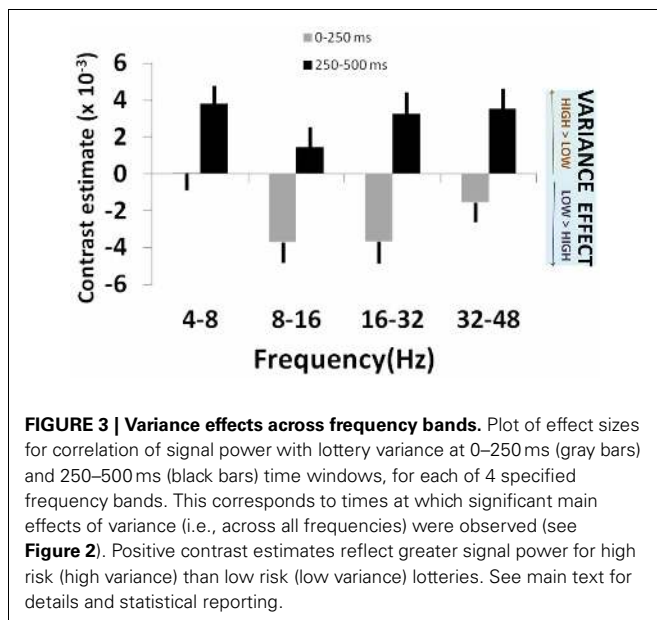 0-250 ms
250-500 ms
6
4
2
0
-2
-4
-6
Contrast estimate (x 10⁻³)
4-8 8-16 16-32 32-48
Frequency(Hz)
HIGH > LOW
LOW > HIGH
VARIANCE EFFECT
FIGURE 3 | Variance effects across frequency bands. Plot of effect sizes
for correlation of signal power with lottery variance at 0–250 ms (gray bars)
and 250–500 ms (black bars) time windows, for each of 4 specified
frequency bands. This corresponds to times at which significant main
effects of variance (i.e., across all frequencies) were observed (see
Figure 2). Positive contrast estimates reflect greater signal power for high
risk (high variance) than low risk (low variance) lotteries. See main text for
details and statistical reporting.